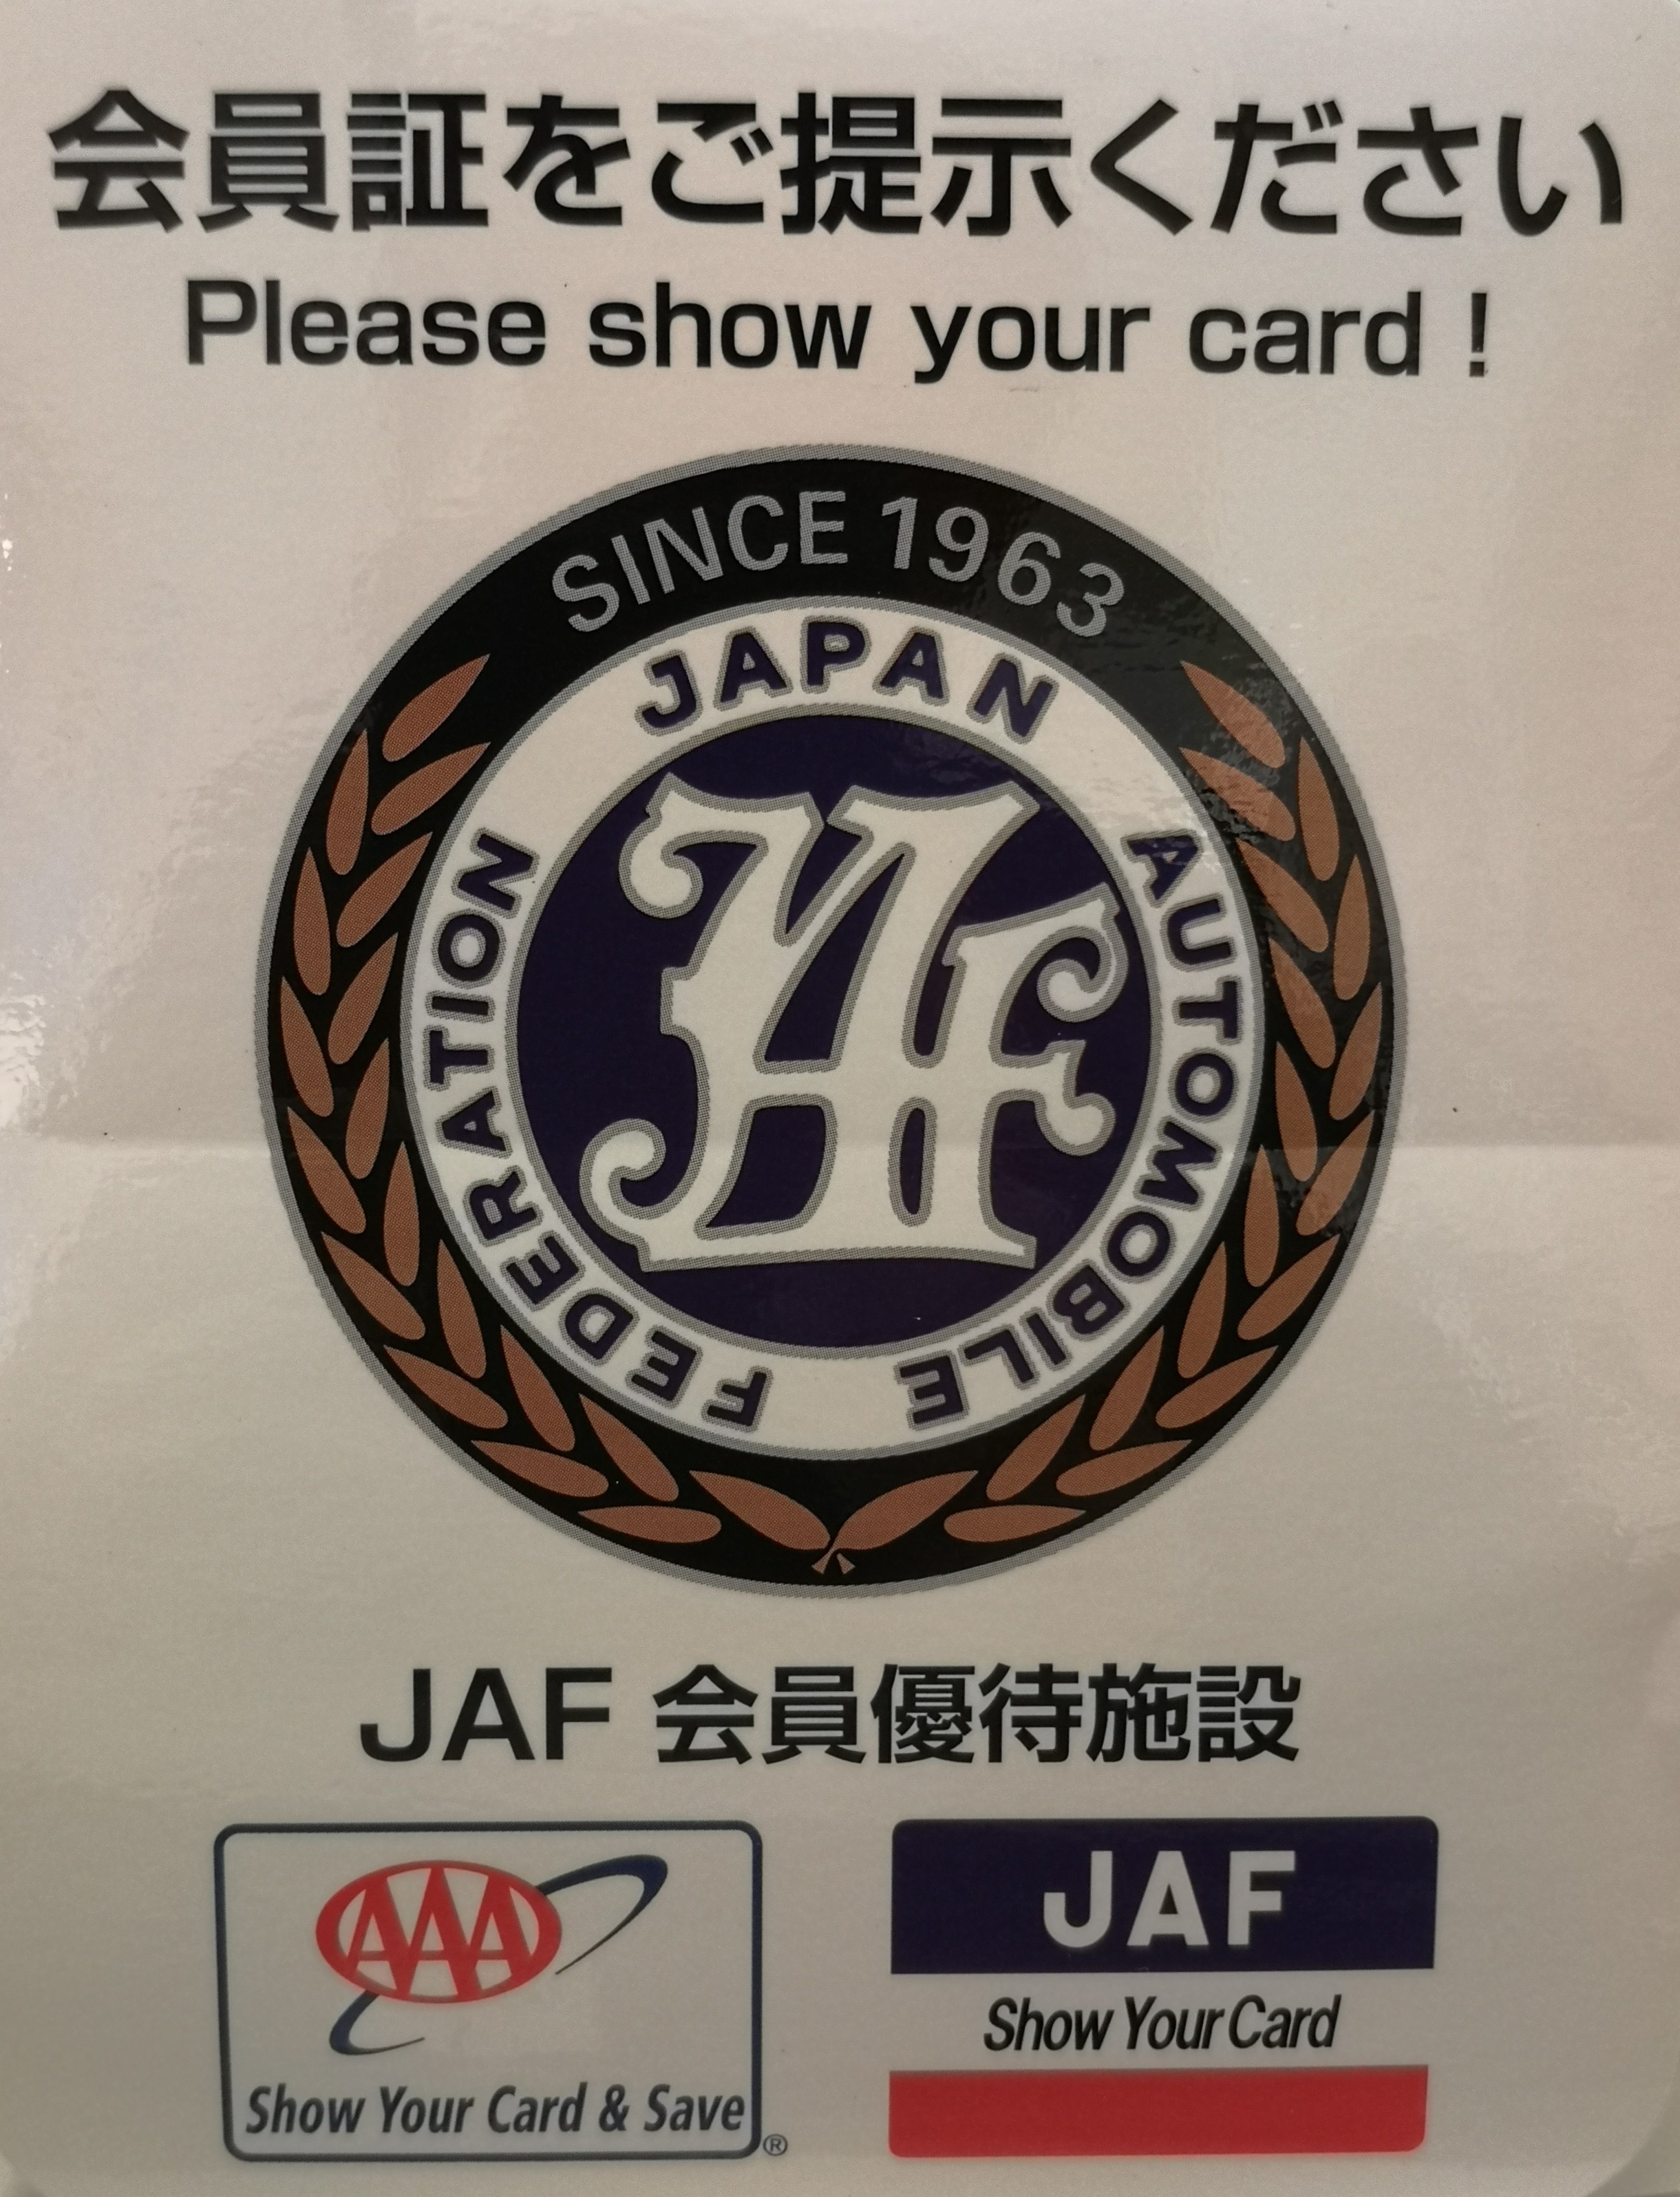 会員証をご提示ください
Please show your card !
SINCE 1963
JAPAN AUTOMOBILE FEDERATION
JAF
JAF 会員優待施設
AAA
Show Your Card & Save
®
JAF
Show Your Card